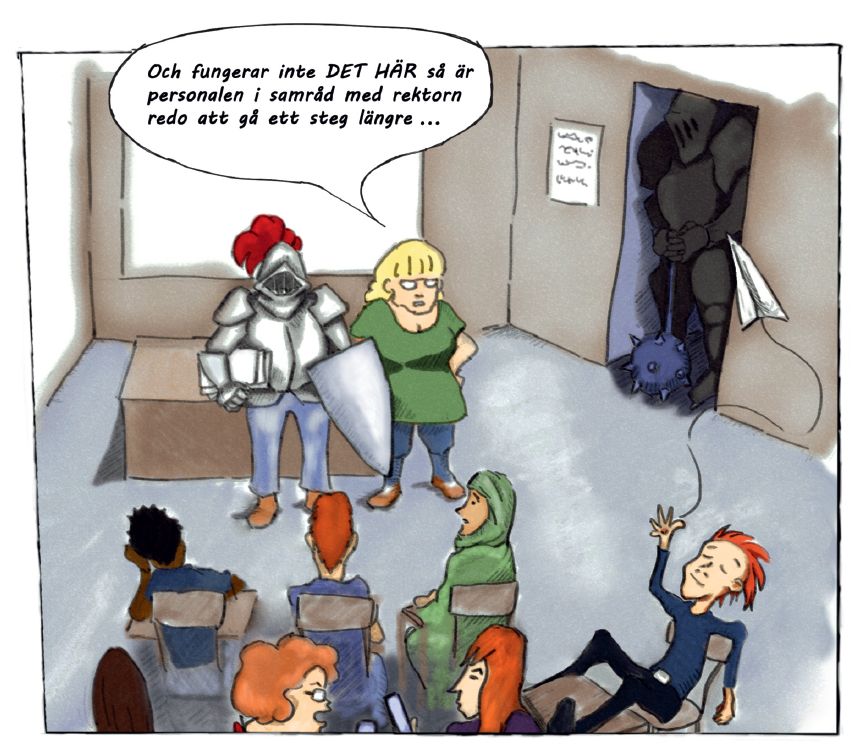 Och fungerar inte DET HÄR så är
personalen i samråd med rektorn
redo att gå ett steg längre ...